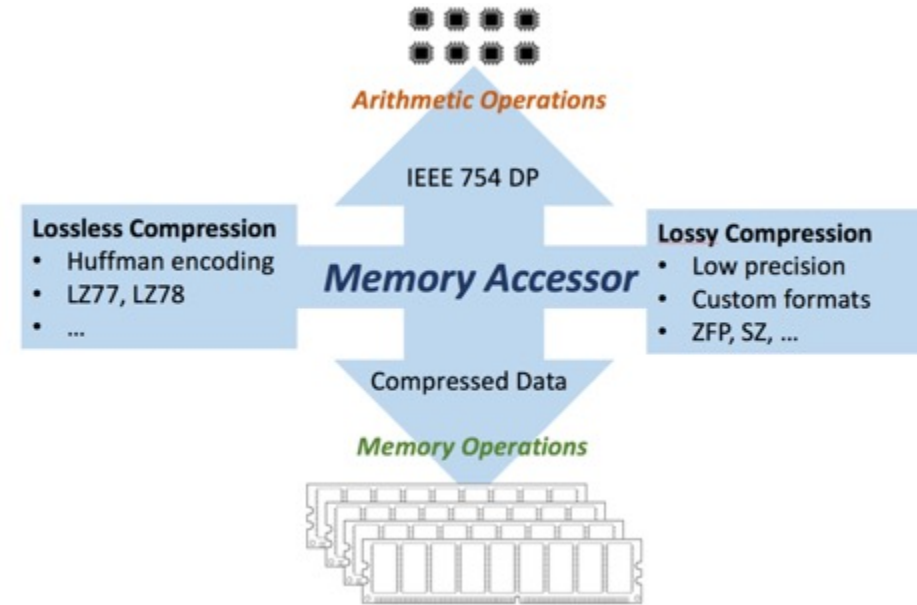 Arithmetic Operations
IEEE 754 DP
Lossless Compression
• Huffman encoding
• LZ77, LZ78
• ...
Memory Accessor
Lossy Compression
• Low precision
• Custom formats
• ZFP, SZ, ...
Compressed Data
Memory Operations